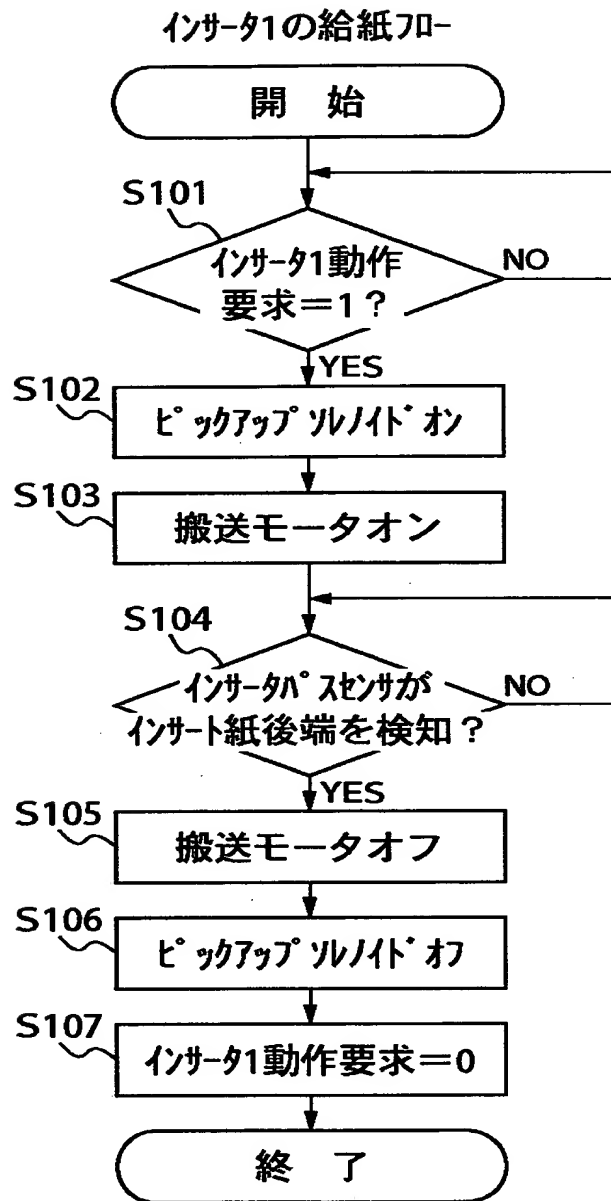 インサータ1の給紙フロー
開 始
S101
インサータ1動作
要求＝1？
NO
YES
S102
ピックアップソレノイドオン
S103
搬送モータオン
S104
インサータパスセンサが
インサート紙後端を検知？
NO
YES
S105
搬送モータオフ
S106
ピックアップソレノイドオフ
S107
インサータ1動作要求＝0
終 了